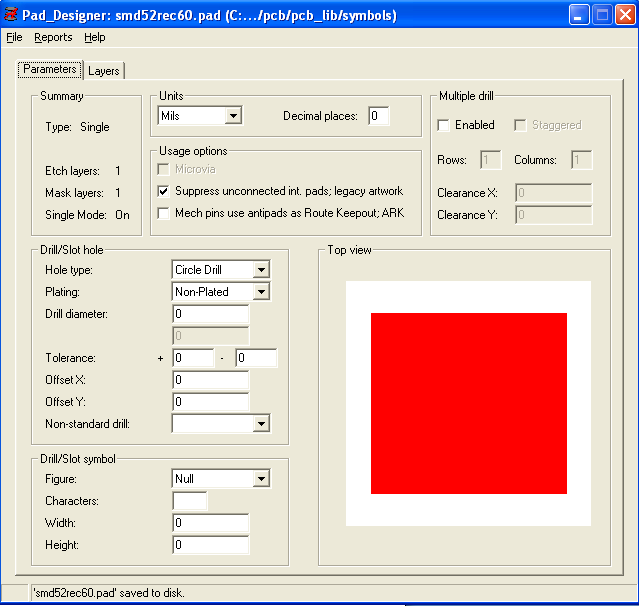 Pad_Designer: smd52rec60.pad (C:.../pcb/pcb_lib/symbols)
File Reports Help
Parameters Layers
Summary
Type: Single
Etch layers: 1
Mask layers: 1
Single Mode: On
Units
Mils Decimal places: 0
Usage options
Microvia
Suppress unconnected int. pads; legacy artwork
Mech pins use antipads as Route Keepout; ARK
Multiple drill
Enabled Staggered
Rows: 1 Columns: 1
Clearance X: 0
Clearance Y: 0
Drill/Slot hole
Hole type: Circle Drill
Plating: Non-Plated
Drill diameter: 0
0
Tolerance: + 0 - 0
Offset X: 0
Offset Y: 0
Non-standard drill:
Drill/Slot symbol
Figure: Null
Characters:
Width: 0
Height: 0
Top view
'smd52rec60.pad' saved to disk.